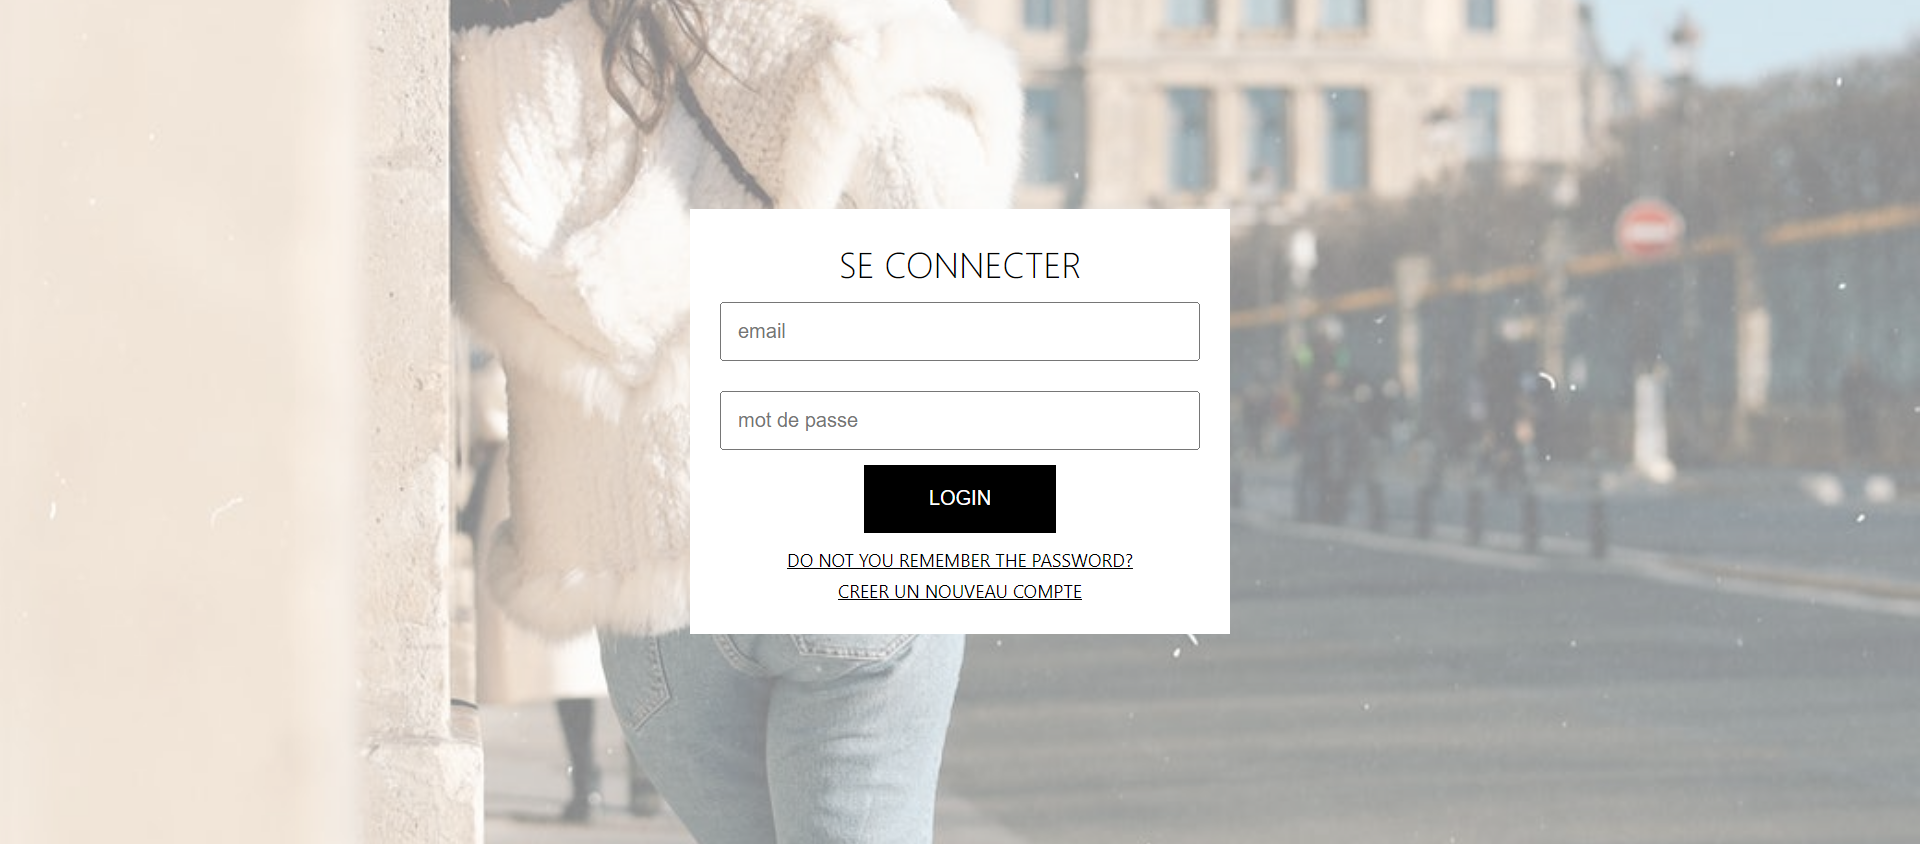 SE CONNECTER
email
mot de passe
LOGIN
DO NOT YOU REMEMBER THE PASSWORD?
CREER UN NOUVEAU COMPTE